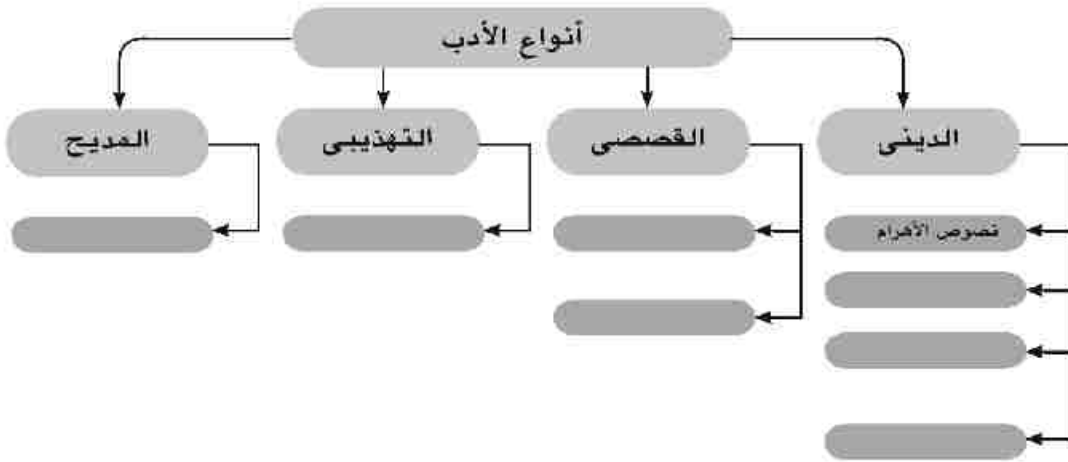 أنواع الأدب
الدينى
القصصى
التهذيبى
المديح
نصوص الأهرام